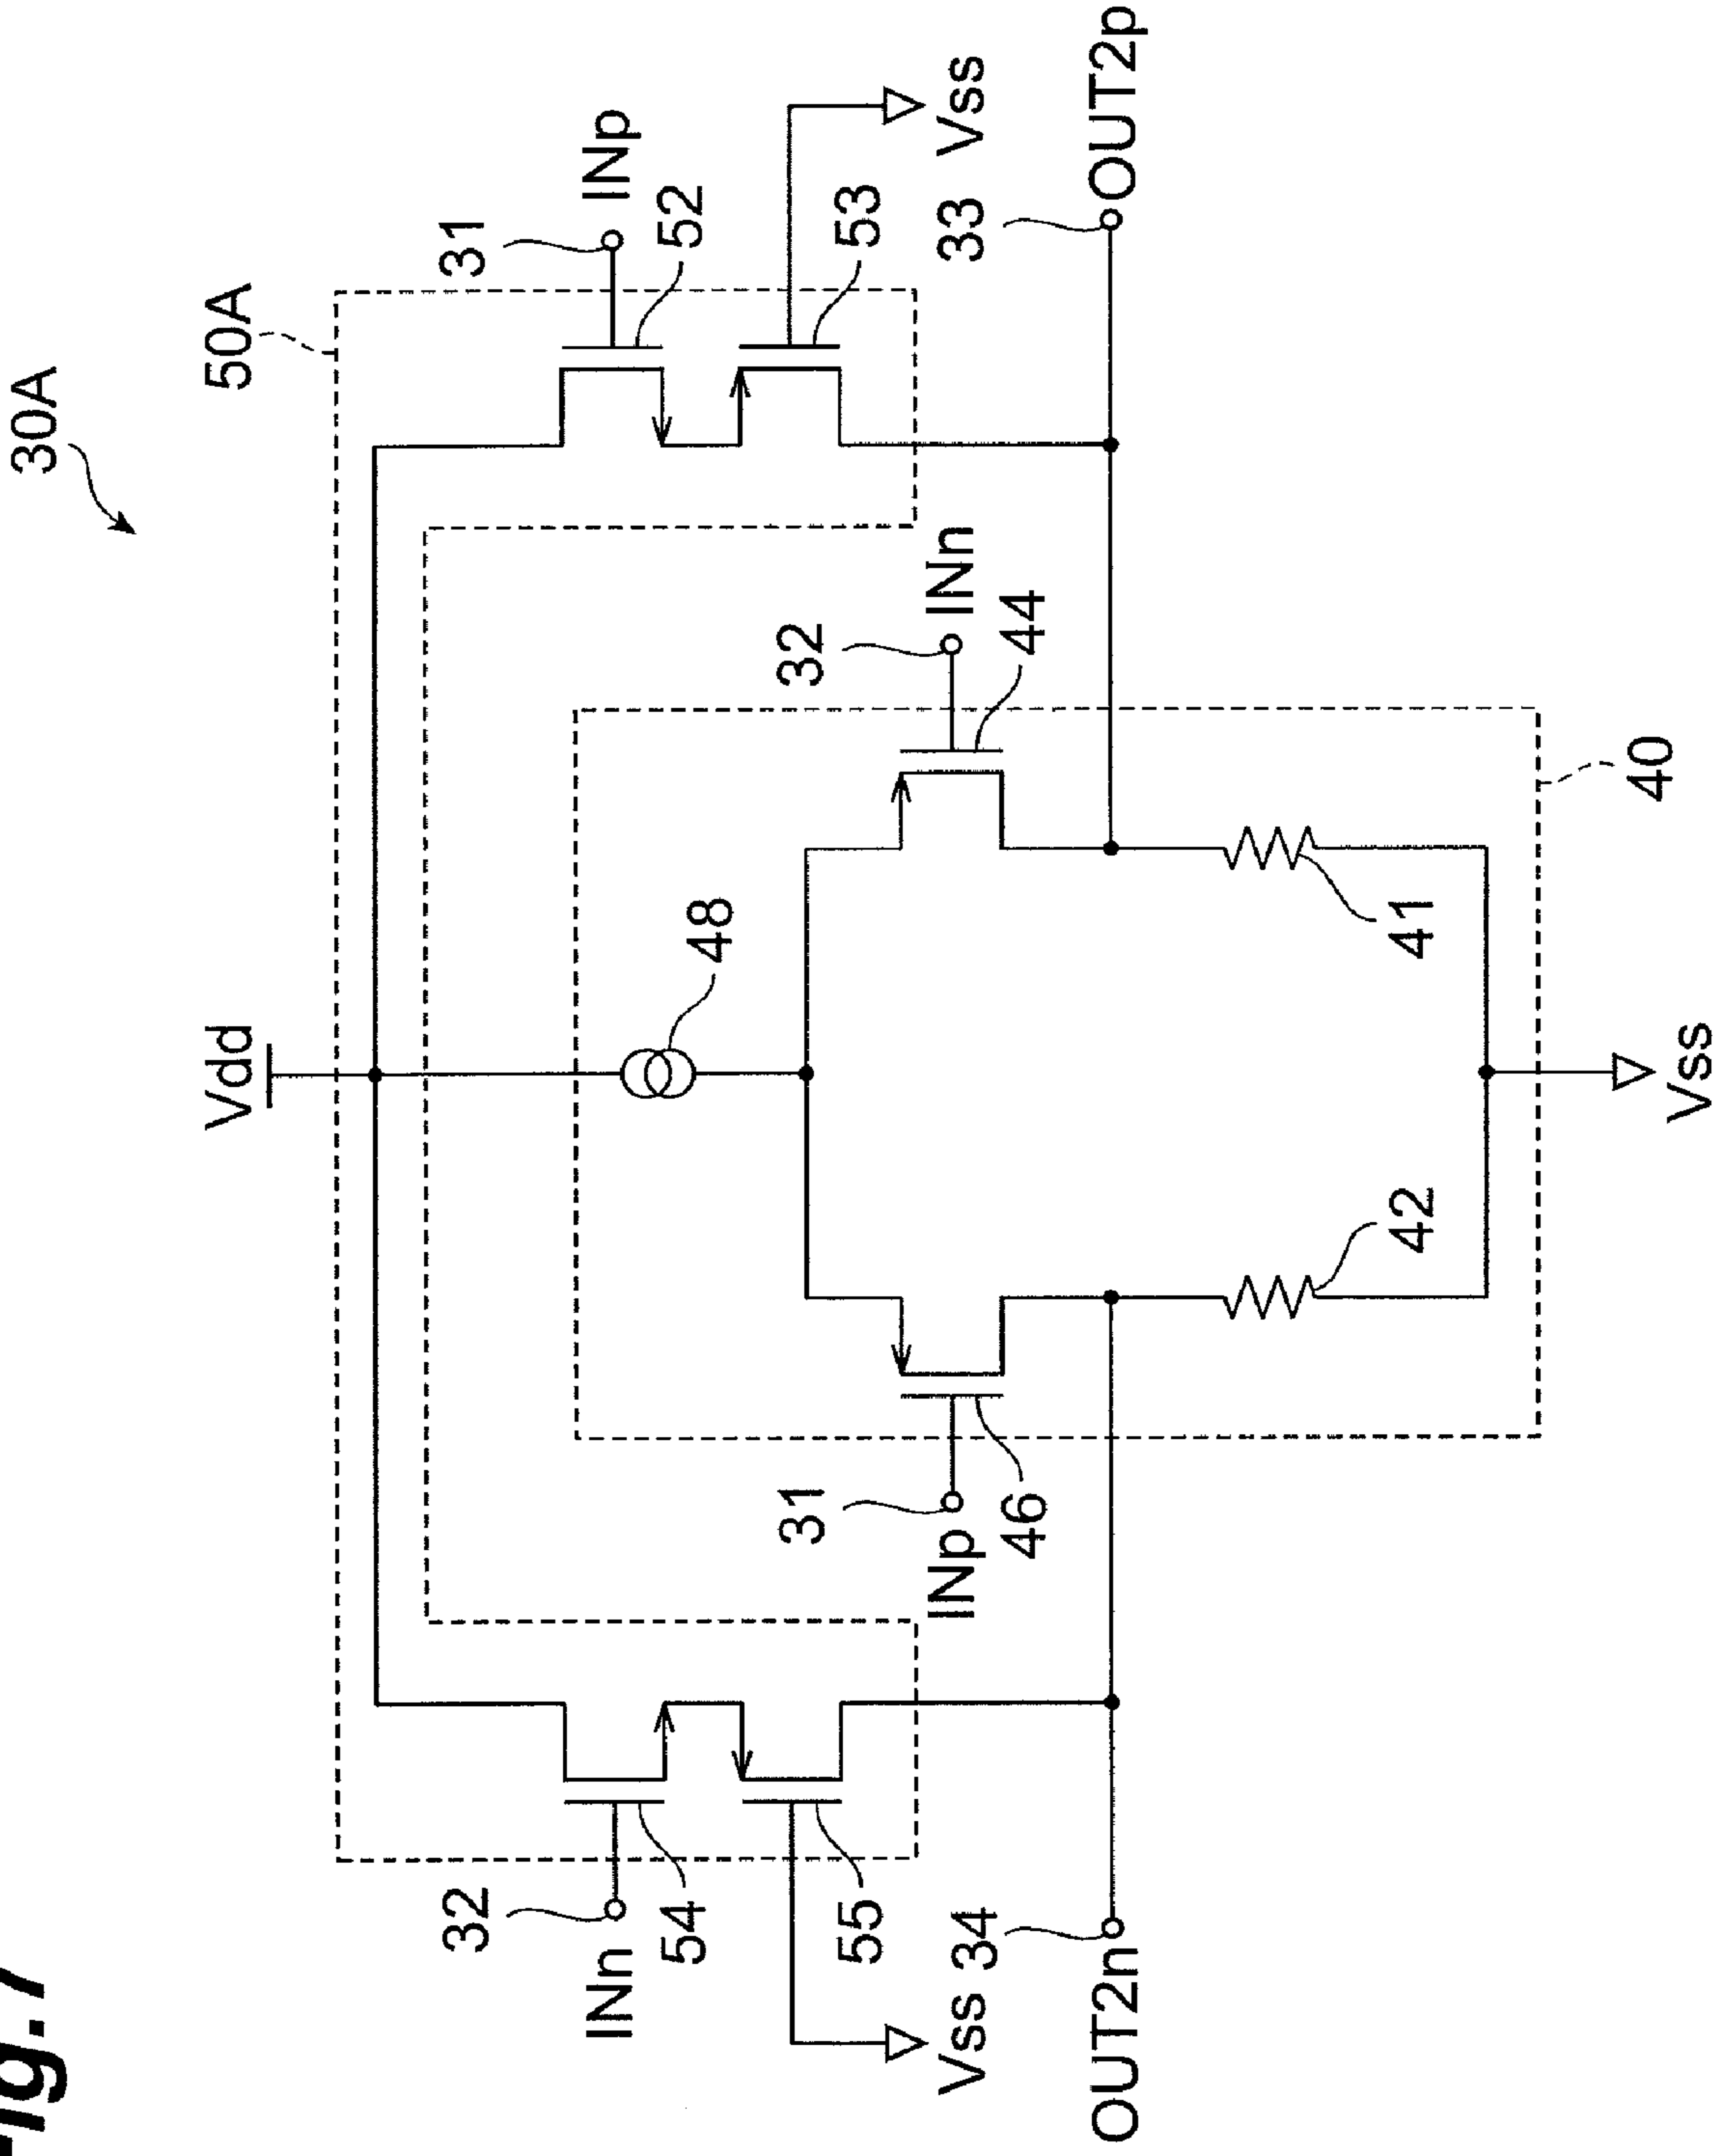 Fig.7
30A
Vdd
50A
32
31
INn
INp
54
48
52
31
32
55
53
Vss
34
INp
INn
33
Vss
46
44
OUT2n
OUT2p
42
41
40
Vss